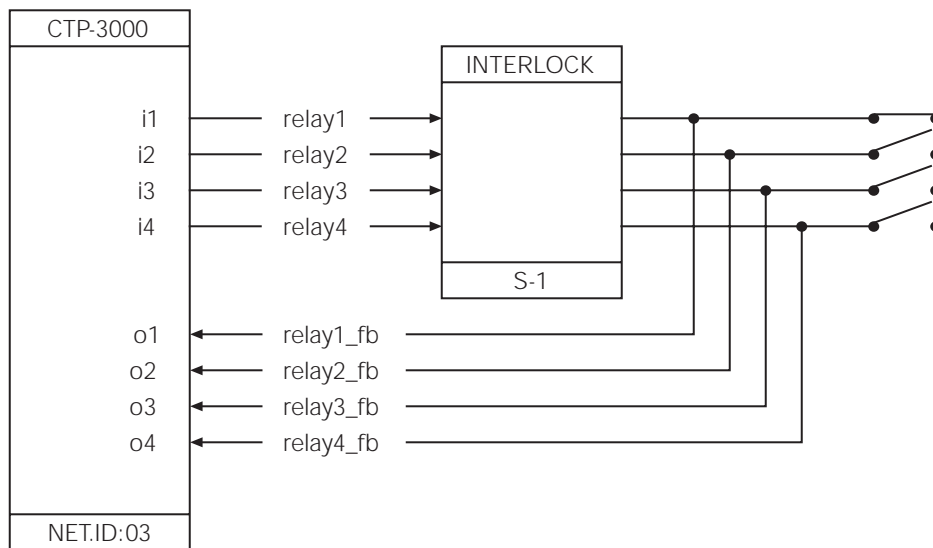 CTP-3000
INTERLOCK
i1 relay1
i2 relay2
i3 relay3
i4 relay4
S-1
o1 relay1_fb
o2 relay2_fb
o3 relay3_fb
o4 relay4_fb
NET.ID:03